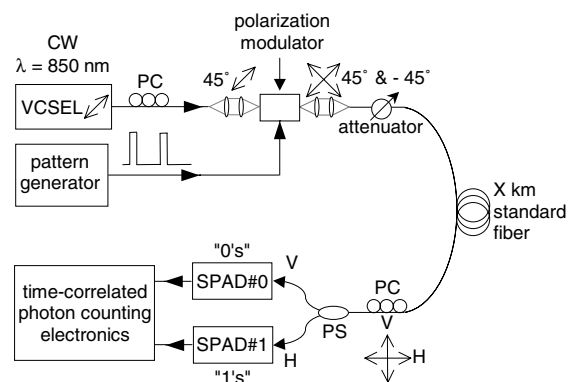 CW
λ = 850 nm
polarization
modulator
PC
45°
45° & - 45°
VCSEL
attenuator
pattern
generator
X km
standard
fiber
"0's"
V
PC
time-correlated
photon counting
electronics
SPAD#0
SPAD#1
PS
V
H
H
"1's"